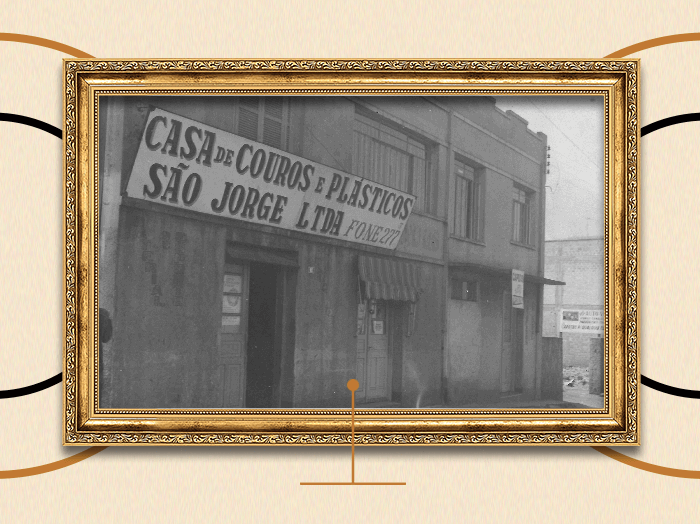 CASA DE COUROS E PLÁSTICOS
SÃO JORGE LTDA FONE 277